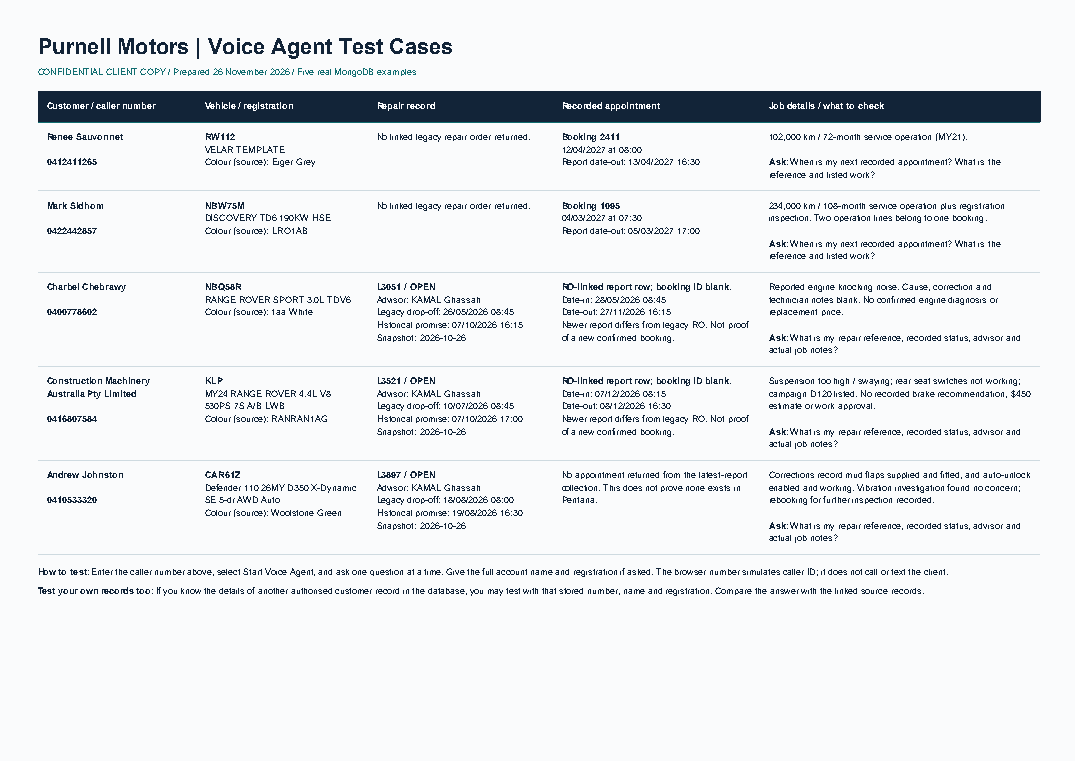 Purnell Motors | Voice Agent Test Cases
CONFIDENTIAL CLIENT COPY / Prepared 26 November 2026 / Five real MongoDB examples
Customer / caller number
Vehicle / registration
Repair record
Recorded appointment
Job details / what to check
Renee Sauvonnet
0412411265
RW112
VELAR TEMPLATE
Colour (source): Eiger Grey
No linked legacy repair order returned.
Booking 2411
12/04/2027 at 08:00
Report date-out: 13/04/2027 16:30
102,000 km / 72-month service operation (MY21).
Ask: When is my next recorded appointment? What is the
reference and listed work?
Mark Sidhom
0422442857
NBW75M
DISCOVERY TD6 190KW HSE
Colour (source): LRO1AB
No linked legacy repair order returned.
Booking 1995
04/03/2027 at 07:30
Report date-out: 05/03/2027 17:00
234,000 km / 108-month service operation plus registration
inspection. Two operation lines belong to one booking.
Ask: When is my next recorded appointment? What is the
reference and listed work?
Charbel Chebrawy
0400778602
NBQ58R
RANGE ROVER SPORT 3.0L TDV6
Colour (source): 1aa White
L3051 / OPEN
Advisor: KAMAL Ghassah
Legacy drop-off: 26/05/2026 08:45
Historical promise: 07/10/2026 16:15
Snapshot: 2026-10-26
RO-linked report row; booking ID blank.
Date-in: 28/05/2026 08:45
Date-out: 27/11/2026 16:15
Newer report differs from legacy RO. Not proof
of a new confirmed booking.
Reported engine knocking noise. Cause, correction and
technician notes blank. No confirmed engine diagnosis or
replacement price.
Ask: What is my repair reference, recorded status, advisor and
actual job notes?
Construction Machinery
Australia Pty Limited
0416807584
KLP
MY24 RANGE ROVER 4.4L V8
530PS 7S A/B LWB
Colour (source): RANRAN1AG
L3521 / OPEN
Advisor: KAMAL Ghassah
Legacy drop-off: 10/07/2026 08:45
Historical promise: 07/10/2026 17:00
Snapshot: 2026-10-26
RO-linked report row; booking ID blank.
Date-in: 07/12/2026 08:15
Date-out: 08/12/2026 16:30
Newer report differs from legacy RO. Not proof
of a new confirmed booking.
Suspension too high / swaying; rear seat switches not working;
campaign D120 listed. No recorded brake recommendation, $450
estimate or work approval.
Ask: What is my repair reference, recorded status, advisor and
actual job notes?
Andrew Johnston
0410533320
CAR61Z
Defender 110 26MY D350 X-Dynamic
SE 5-dr AWD Auto
Colour (source): Woolstone Green
L3897 / OPEN
Advisor: KAMAL Ghassah
Legacy drop-off: 18/08/2026 08:00
Historical promise: 19/08/2026 16:30
Snapshot: 2026-10-26
No appointment returned from the latest-report
collection. This does not prove none exists in
Pentana.
Corrections record mud flaps supplied and fitted, and auto-unlock
enabled and working. Vibration investigation found no concern;
rebooking for further inspection recorded.
Ask: What is my repair reference, recorded status, advisor and
actual job notes?
How to test: Enter the caller number above, select Start Voice Agent, and ask one question at a time. Give the full account name and registration if asked. The browser number simulates caller ID; it does not call or text the client.
Test your own records too: If you know the details of another authorised customer record in the database, you may test with that stored number, name and registration. Compare the answer with the linked source records.